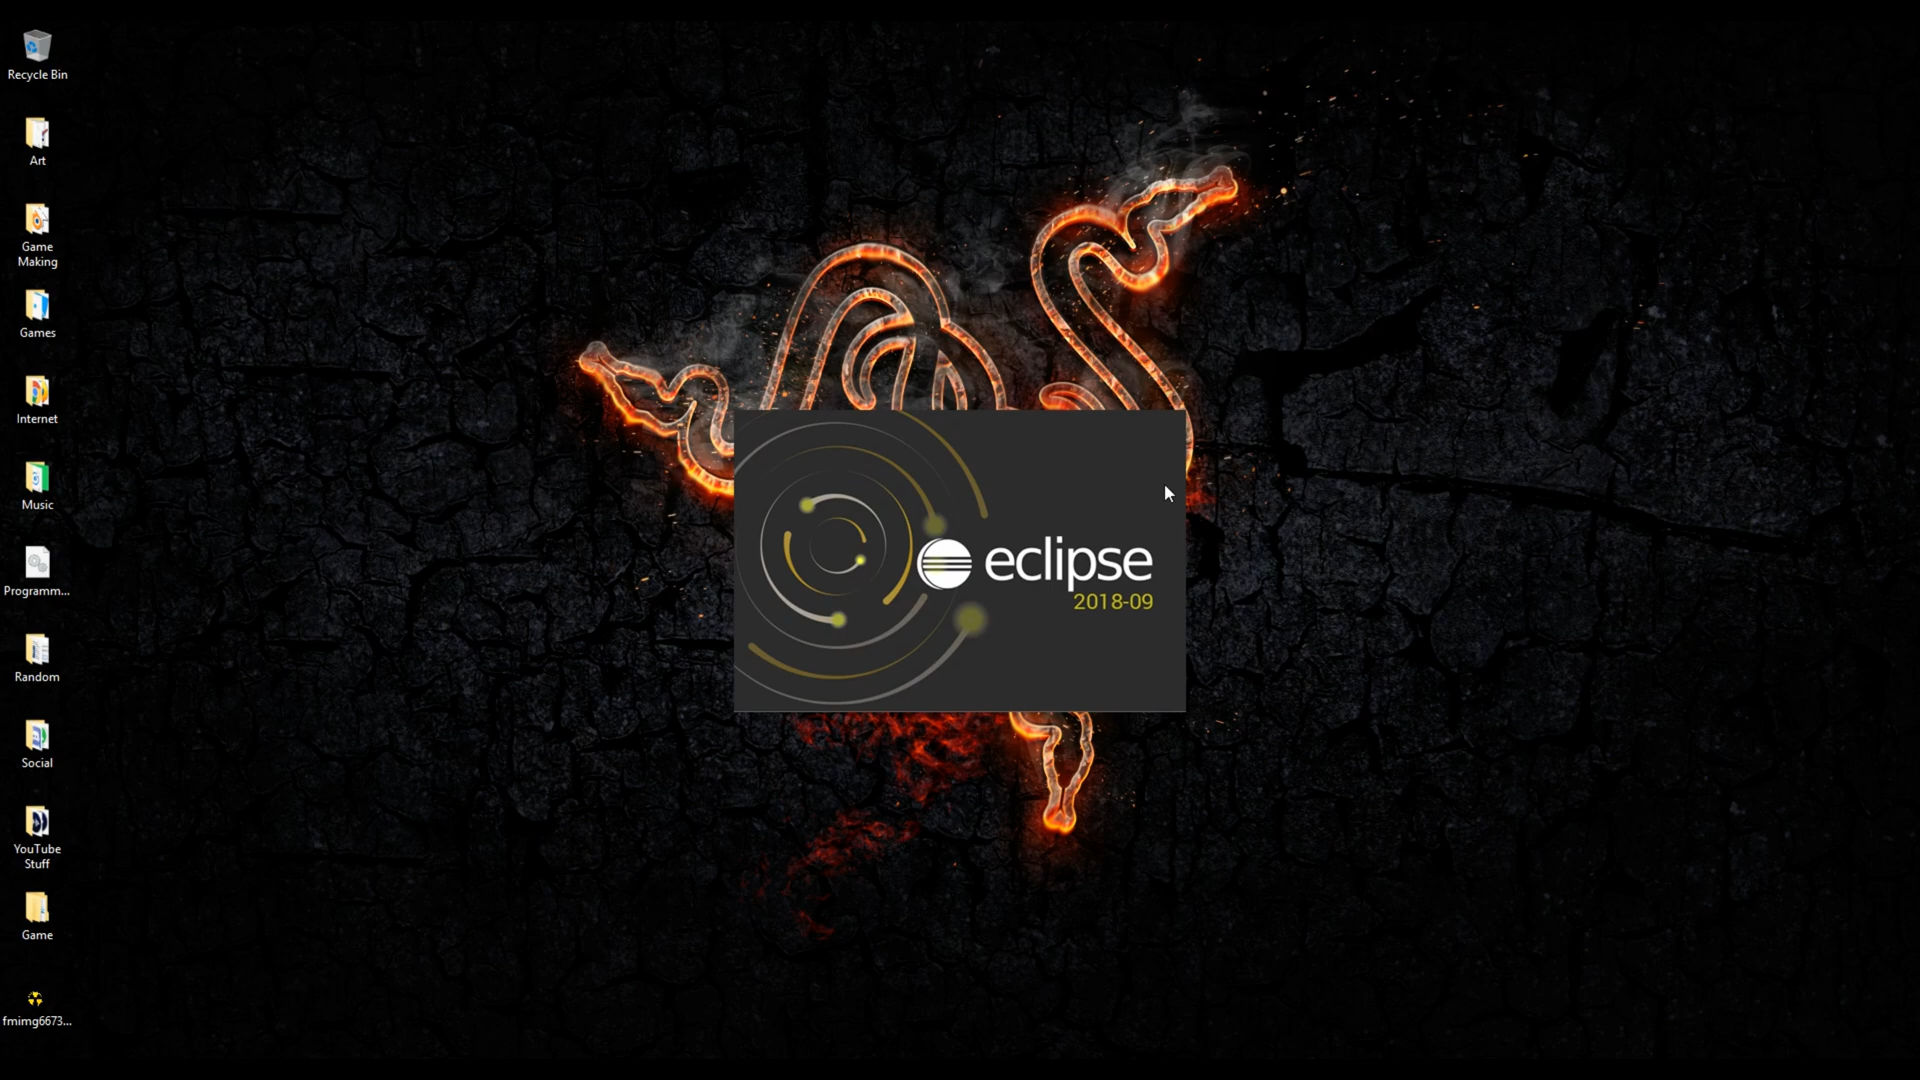 Recycle Bin
Art
Game
Making
Games
Internet
Music
Programm...
Random
Social
YouTube
Stuff
Game
fmimg6673...
eclipse
2018-09